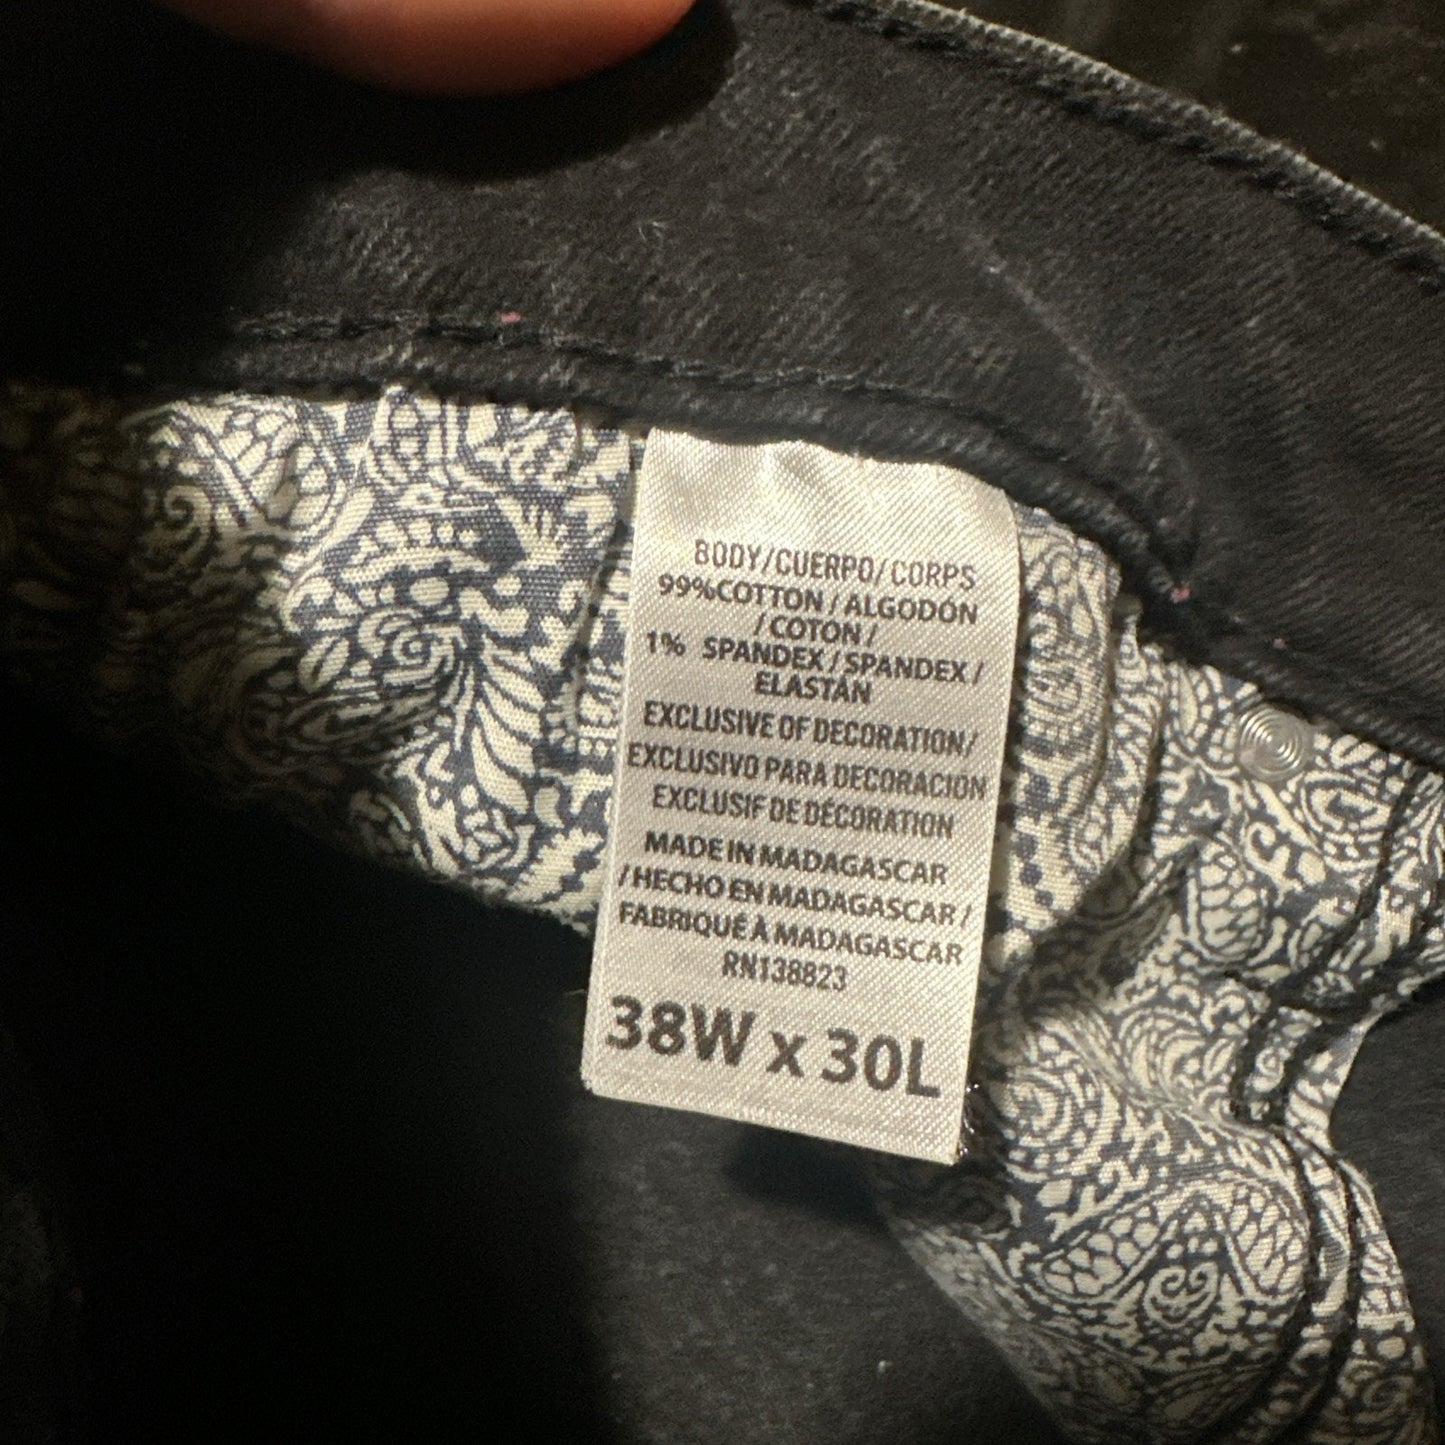 BODY/CUERPO/CORPS
99%COTTON / ALGODÓN
/ COTON /
1% SPANDEX / SPANDEX /
ELASTAN
EXCLUSIVE OF DECORATION/
EXCLUSIVO PARA DECORACION
EXCLUSIF DE DÉCORATION
MADE IN MADAGASCAR
/ HECHO EN MADAGASCAR /
FABRIQUÉ À MADAGASCAR
RN138823
38W x 30L